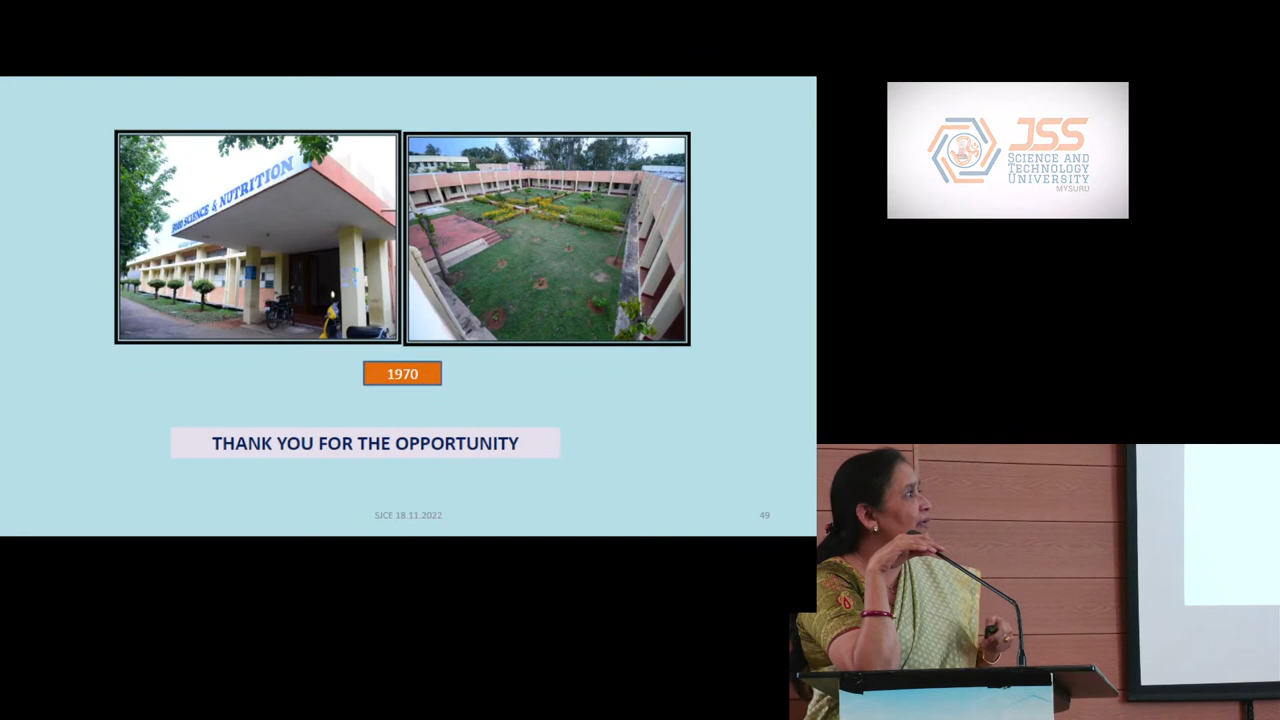 FOOD SCIENCE & NUTRITION
1970
THANK YOU FOR THE OPPORTUNITY
SJCE 18.11.2022
49
JSS
SCIENCE AND
TECHNOLOGY
UNIVERSITY
MYSURU